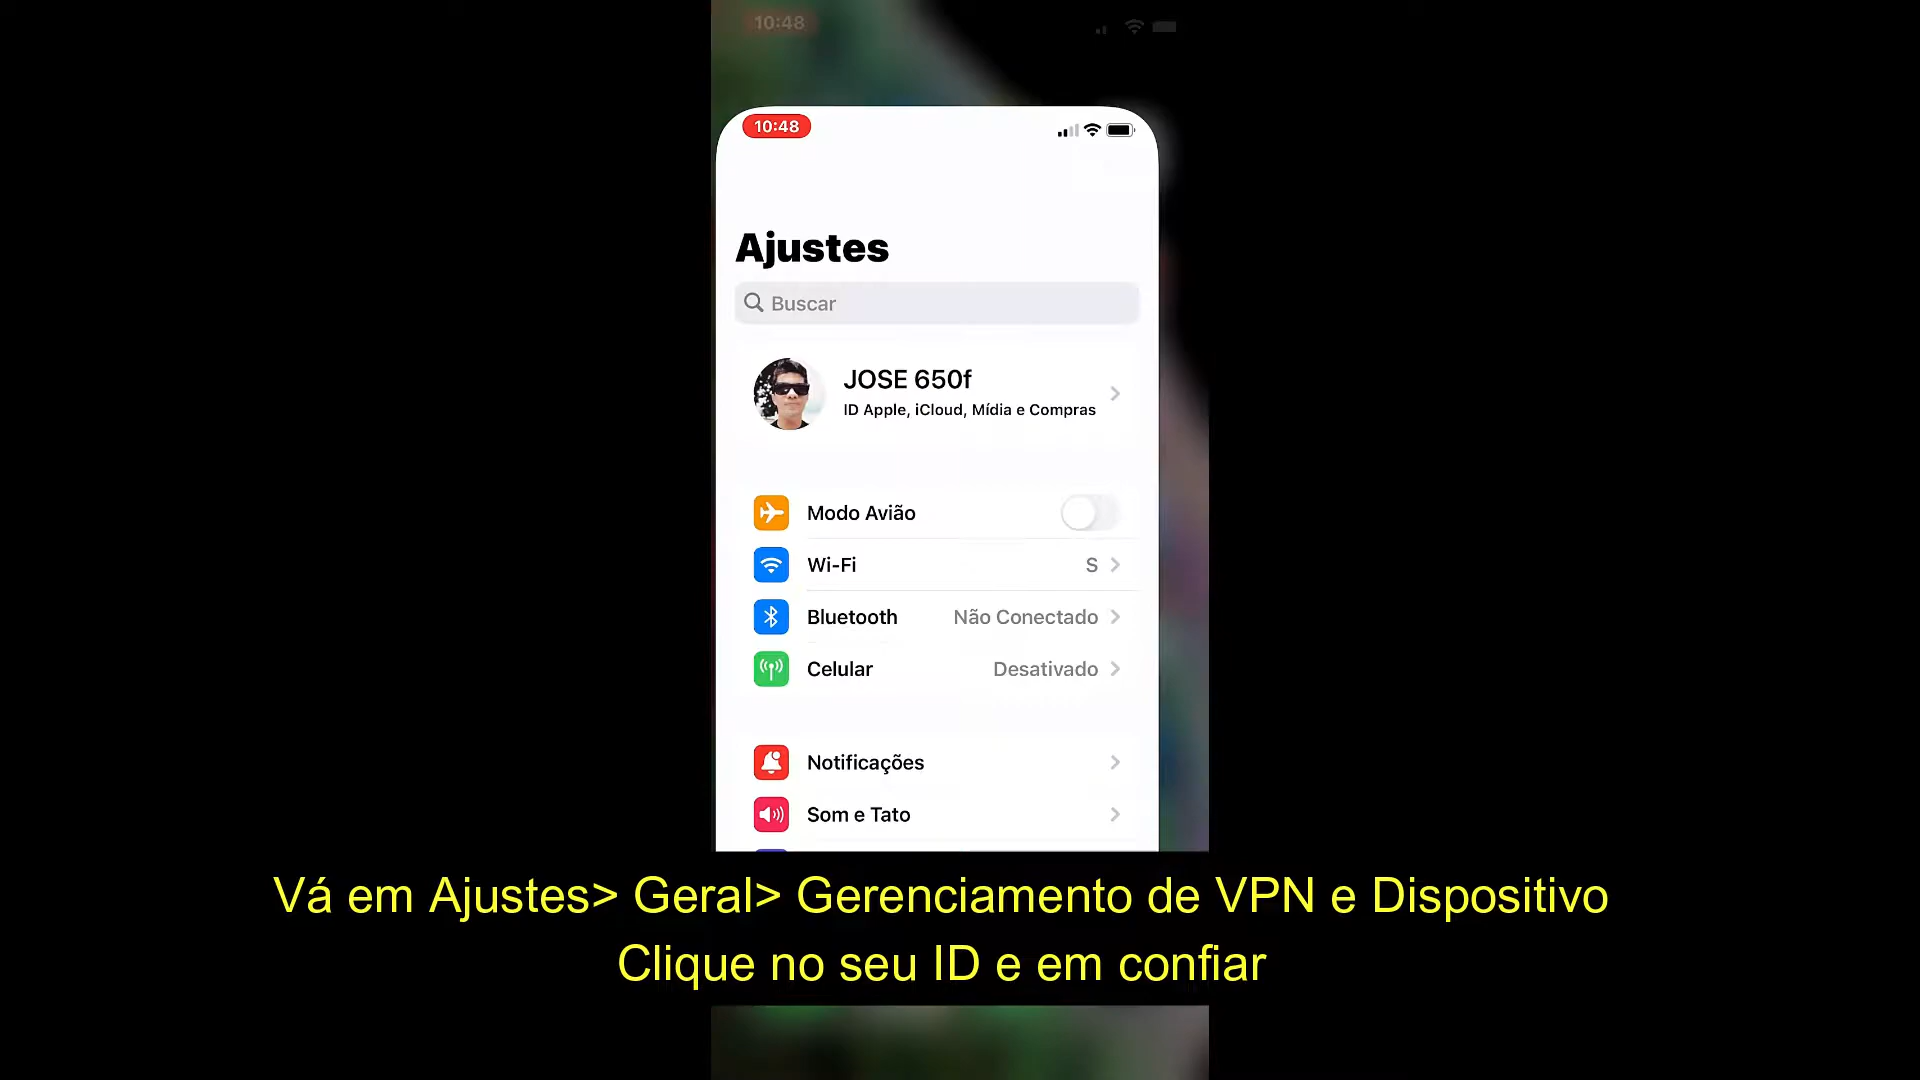 10:48
10:48
Ajustes
Buscar
JOSE 650f
ID Apple, iCloud, Mídia e Compras
Modo Avião
Wi-Fi S
Bluetooth Não Conectado
Celular Desativado
Notificações
Som e Tato
Vá em Ajustes> Geral> Gerenciamento de VPN e Dispositivo
Clique no seu ID e em confiar